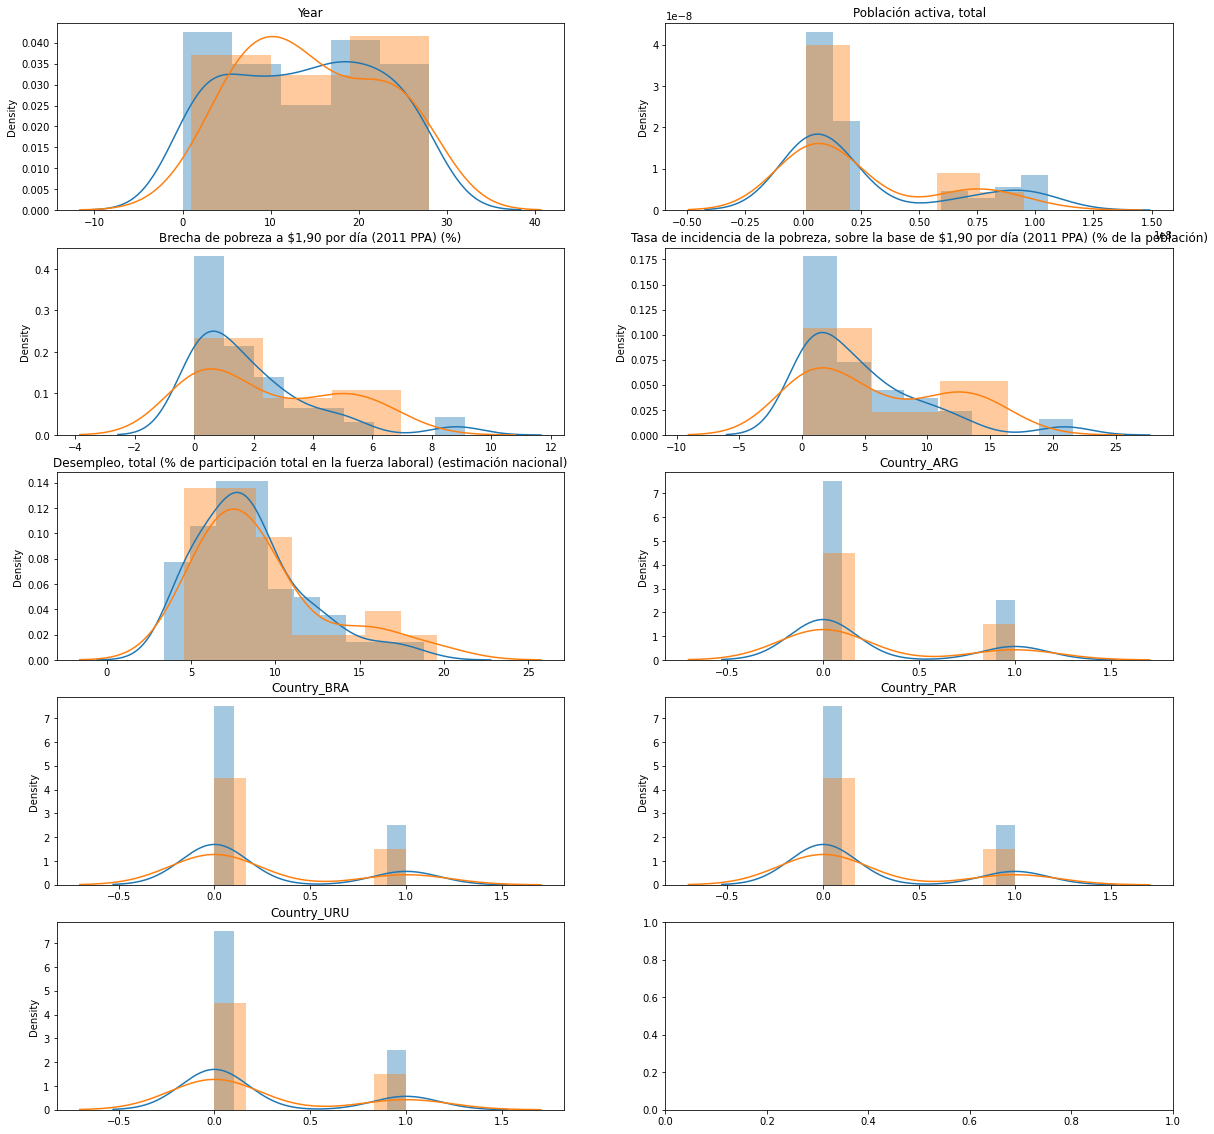 Year
0.040
0.035
0.030
0.025
0.020
0.015
0.010
0.005
0.000
Density
−10 0 10 20 30 40
Población activa, total
1e−8
4
3
2
1
0
Density
−0.50 −0.25 0.00 0.25 0.50 0.75 1.00 1.25 1.50
1e8
Brecha de pobreza a $1,90 por día (2011 PPA) (%)
0.4
0.3
0.2
0.1
0.0
Density
−4 −2 0 2 4 6 8 10 12
Tasa de incidencia de la pobreza, sobre la base de $1,90 por día (2011 PPA) (% de la población)
0.175
0.150
0.125
0.100
0.075
0.050
0.025
0.000
Density
−10 −5 0 5 10 15 20 25
Desempleo, total (% de participación total en la fuerza laboral) (estimación nacional)
0.14
0.12
0.10
0.08
0.06
0.04
0.02
0.00
Density
0 5 10 15 20 25
Country_ARG
7
6
5
4
3
2
1
0
Density
−0.5 0.0 0.5 1.0 1.5
Country_BRA
7
6
5
4
3
2
1
0
Density
−0.5 0.0 0.5 1.0 1.5
Country_PAR
7
6
5
4
3
2
1
0
Density
−0.5 0.0 0.5 1.0 1.5
Country_URU
7
6
5
4
3
2
1
0
Density
−0.5 0.0 0.5 1.0 1.5
1.0
0.8
0.6
0.4
0.2
0.0
0.0 0.2 0.4 0.6 0.8 1.0